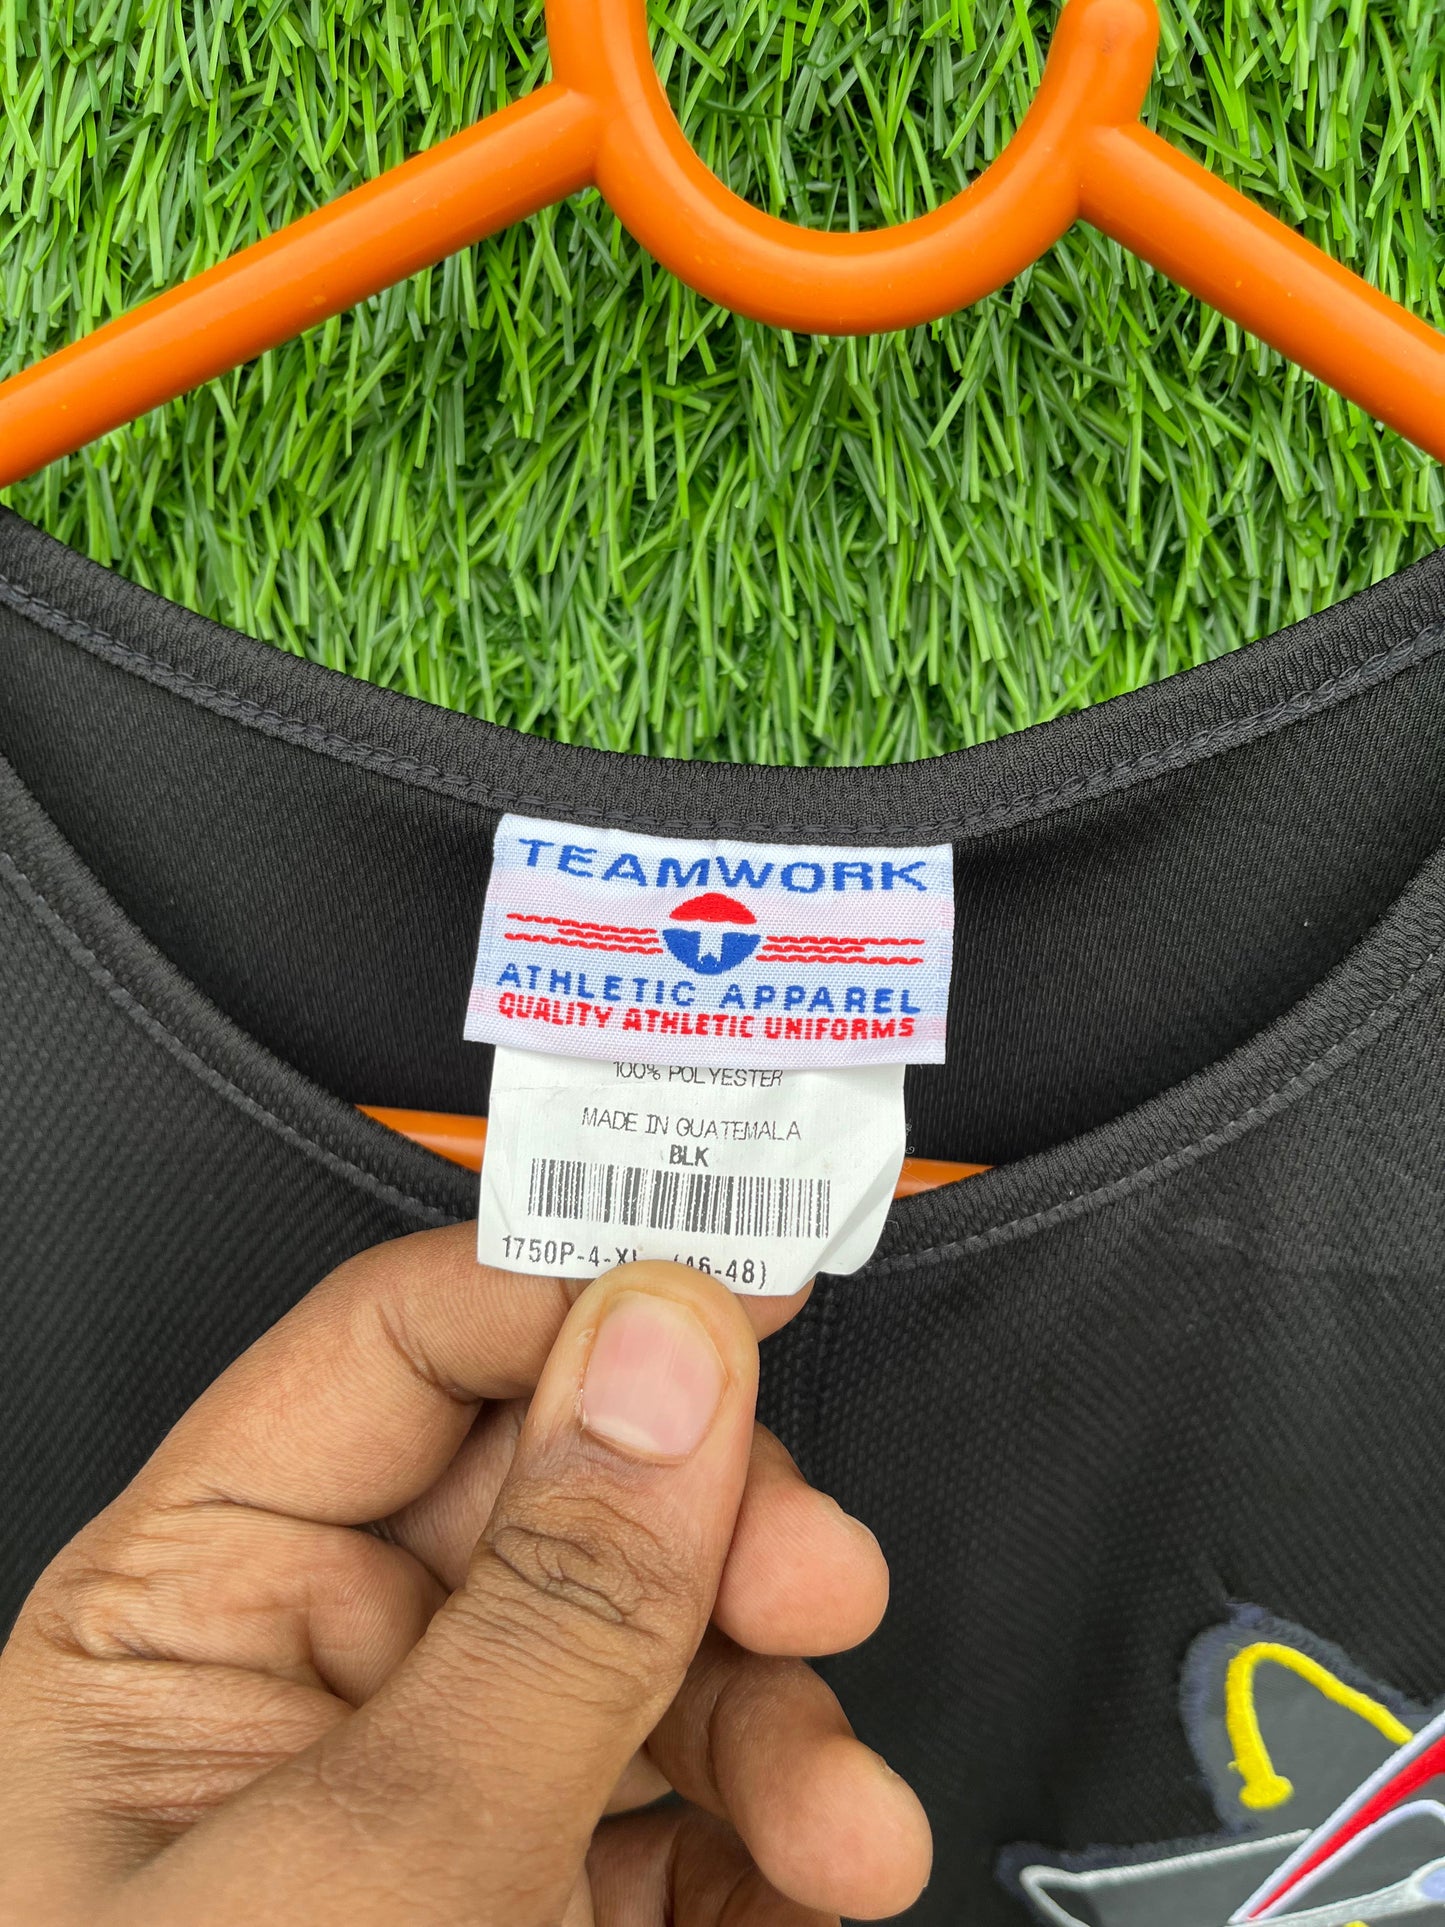 TEAMWORK
ATHLETIC APPAREL
QUALITY ATHLETIC UNIFORMS
100% POLYESTER
MADE IN GUATEMALA
BLK
1750P-4-XL (46-48)